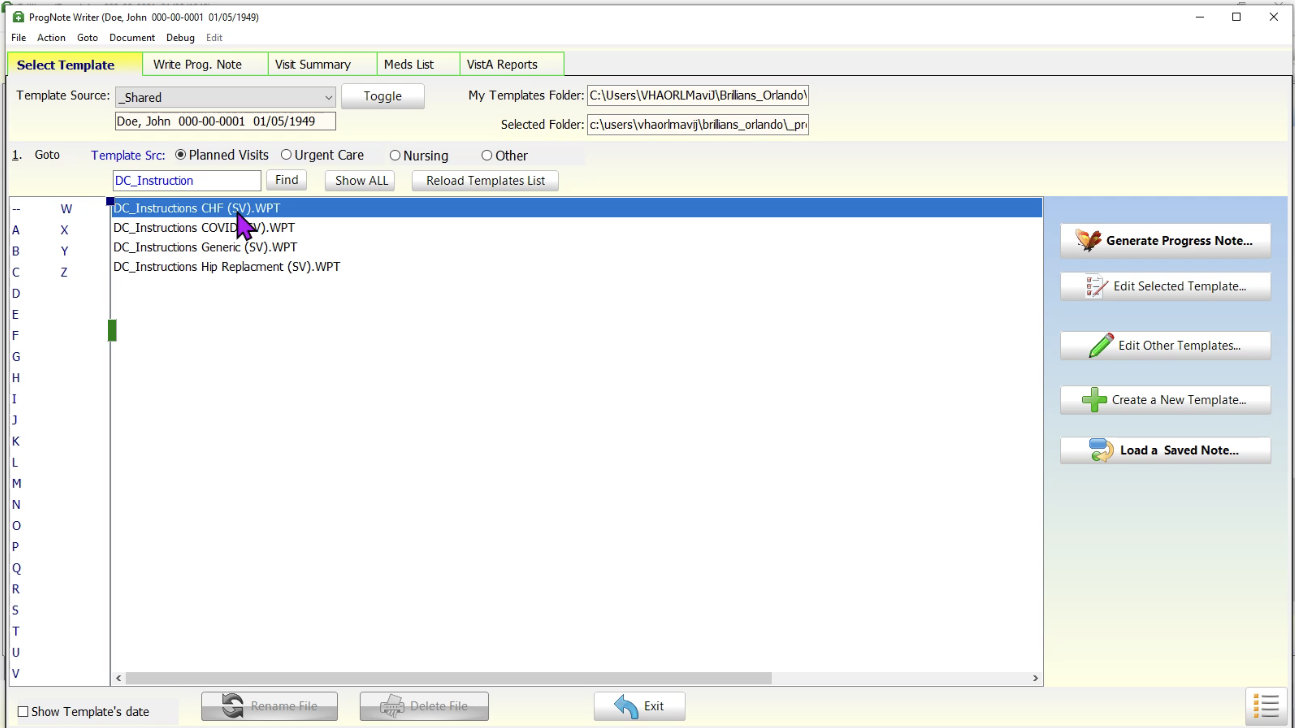 ProgNote Writer (Doe, John 000-00-0001 01/05/1949)
File Action Goto Document Debug Edit
Select Template Write Prog. Note Visit Summary Meds List VistA Reports
Template Source: _Shared Toggle My Templates Folder: C:\Users\VHAORLMaviJ\Brilians_Orlando\
Doe, John 000-00-0001 01/05/1949 Selected Folder: c:\users\vhaorlmavij\brilians_orlando\_pr
1. Goto Template Src: Planned Visits Urgent Care Nursing Other
DC_Instruction Find Show ALL Reload Templates List
-- W
A X
B Y
C Z
D
E
F
G
H
I
J
K
L
M
N
O
P
Q
R
S
T
U
V
DC_Instructions CHF (SV).WPT
DC_Instructions COVID (SV).WPT
DC_Instructions Generic (SV).WPT
DC_Instructions Hip Replacment (SV).WPT
Generate Progress Note...
Edit Selected Template...
Edit Other Templates...
Create a New Template...
Load a Saved Note...
Show Template's date Rename File Delete File Exit